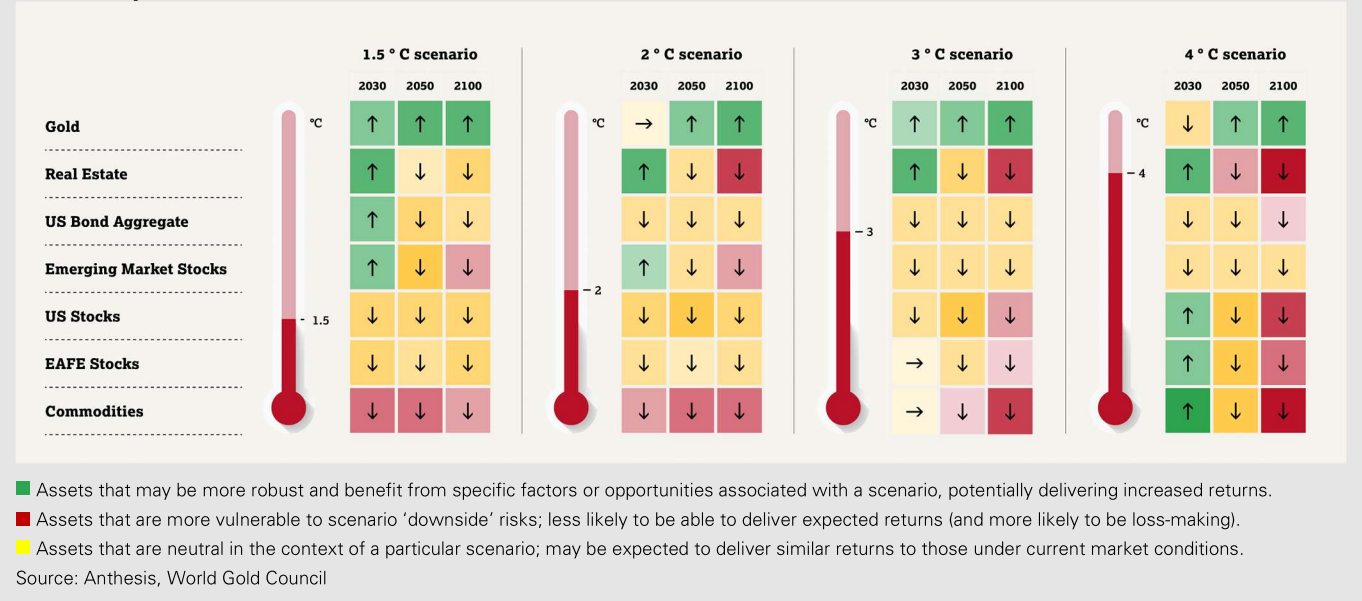 1.5 ° C scenario
2 ° C scenario
3 ° C scenario
4 ° C scenario
2030 2050 2100
2030 2050 2100
2030 2050 2100
2030 2050 2100
Gold
°C ↑ ↑ ↑
°C → ↑ ↑
°C ↑ ↑ ↑
°C ↓ ↑ ↑
Real Estate
↑ ↓ ↓
↑ ↓ ↓
↑ ↓ ↓
– 4 ↑ ↓ ↓
US Bond Aggregate
↑ ↓ ↓
↓ ↓ ↓
– 3 ↓ ↓ ↓
↓ ↓ ↓
Emerging Market Stocks
↑ ↓ ↓
– 2 ↑ ↓ ↓
↓ ↓ ↓
↓ ↓ ↓
US Stocks
- 1.5 ↓ ↓ ↓
↓ ↓ ↓
↓ ↓ ↓
↑ ↓ ↓
EAFE Stocks
↓ ↓ ↓
↓ ↓ ↓
→ ↓ ↓
↑ ↓ ↓
Commodities
↓ ↓ ↓
↓ ↓ ↓
→ ↓ ↓
↑ ↓ ↓
Assets that may be more robust and benefit from specific factors or opportunities associated with a scenario, potentially delivering increased returns.
Assets that are more vulnerable to scenario ‘downside’ risks; less likely to be able to deliver expected returns (and more likely to be loss-making).
Assets that are neutral in the context of a particular scenario; may be expected to deliver similar returns to those under current market conditions.
Source: Anthesis, World Gold Council